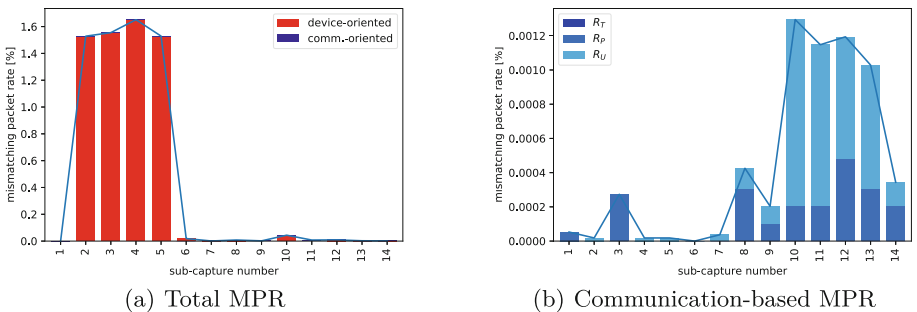 mismatching packet rate [%]
1.6
1.4
1.2
1.0
0.8
0.6
0.4
0.2
0.0
device-oriented
comm.-oriented
1 2 3 4 5 6 7 8 9 10 11 12 13 14
sub-capture number
(a) Total MPR
mismatching packet rate [%]
0.0012
0.0010
0.0008
0.0006
0.0004
0.0002
0.0000
R_T
R_P
R_U
1 2 3 4 5 6 7 8 9 10 11 12 13 14
sub-capture number
(b) Communication-based MPR